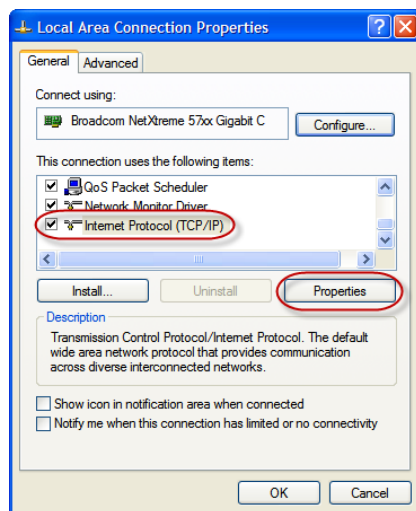 Local Area Connection Properties
General Advanced
Connect using:
Broadcom NetXtreme 57xx Gigabit C
Configure...
This connection uses the following items:
QoS Packet Scheduler
Network Monitor Driver
Internet Protocol (TCP/IP)
Install... Uninstall Properties
Description
Transmission Control Protocol/Internet Protocol. The default
wide area network protocol that provides communication
across diverse interconnected networks.
Show icon in notification area when connected
Notify me when this connection has limited or no connectivity
OK Cancel